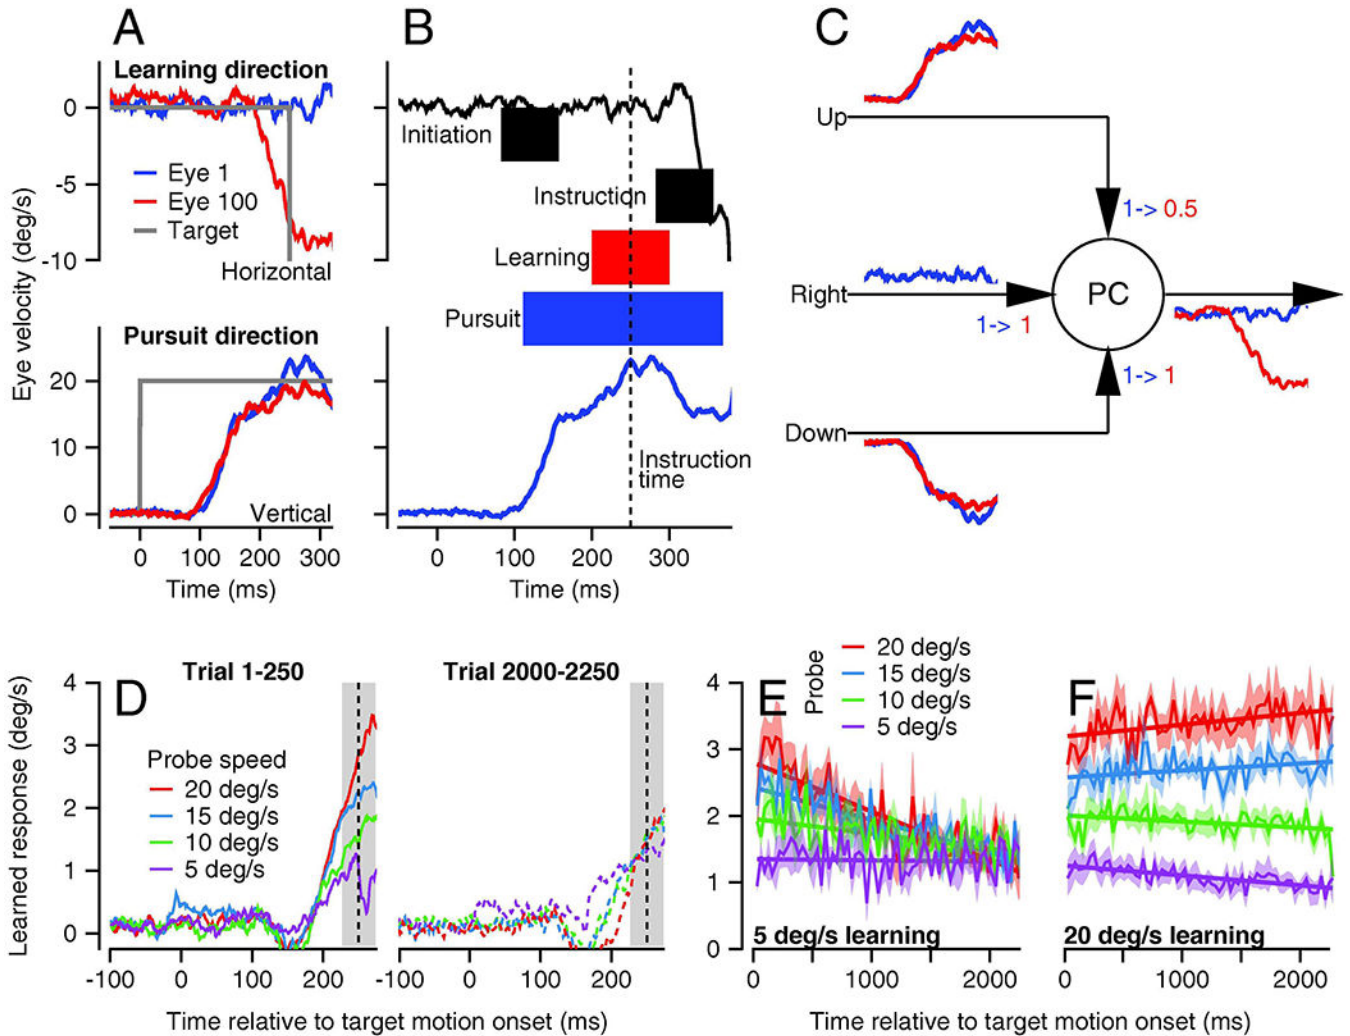 A
Learning direction
0
-5
-10
Eye 1
Eye 100
Target
Horizontal
Eye velocity (deg/s)
Pursuit direction
20
10
0
Vertical
0 100 200 300
Time (ms)
B
Initiation
Instruction
Learning
Pursuit
Instruction
time
0 100 200 300
Time (ms)
C
Up
1-> 0.5
Right
1-> 1
PC
1-> 1
Down
D
Trial 1-250
Trial 2000-2250
Learned response (deg/s)
4
3
2
1
0
Probe speed
20 deg/s
15 deg/s
10 deg/s
5 deg/s
-100 0 100 200
-100 0 100 200
Time relative to target motion onset (ms)
E
Probe
20 deg/s
15 deg/s
10 deg/s
5 deg/s
F
4
3
2
1
0
5 deg/s learning
20 deg/s learning
0 1000 2000
0 1000 2000
Time relative to target motion onset (ms)